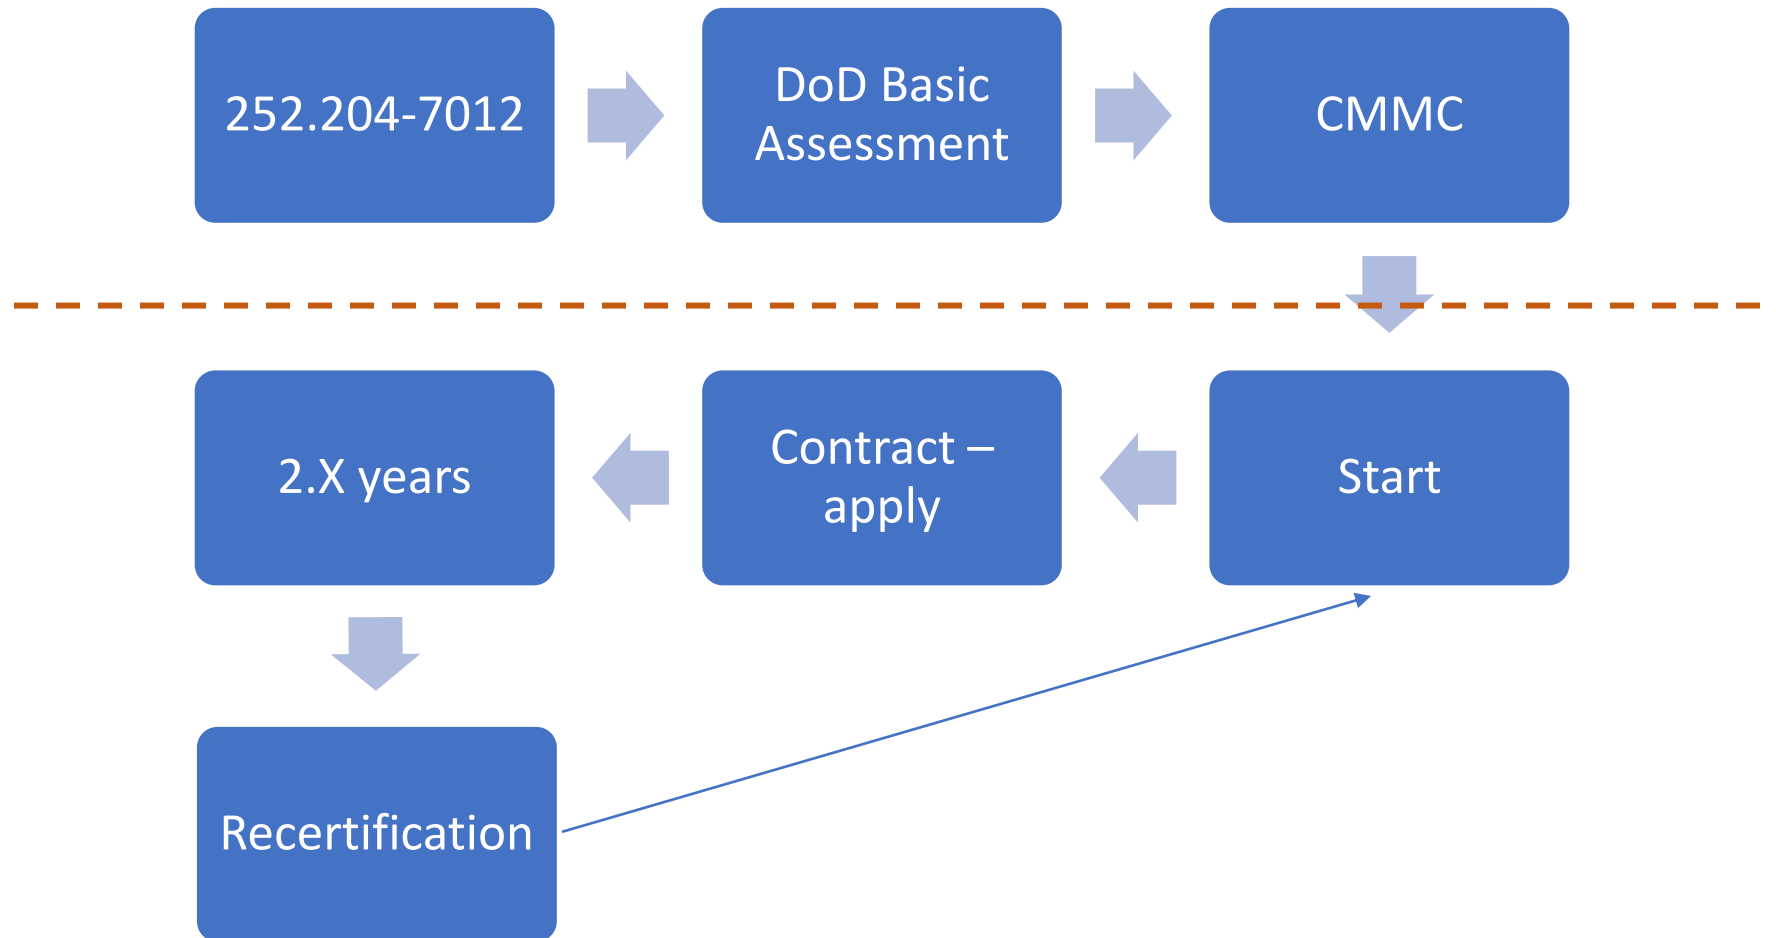 252.204-7012
DoD Basic
Assessment
CMMC
Start
Contract –
apply
2.X years
Recertification